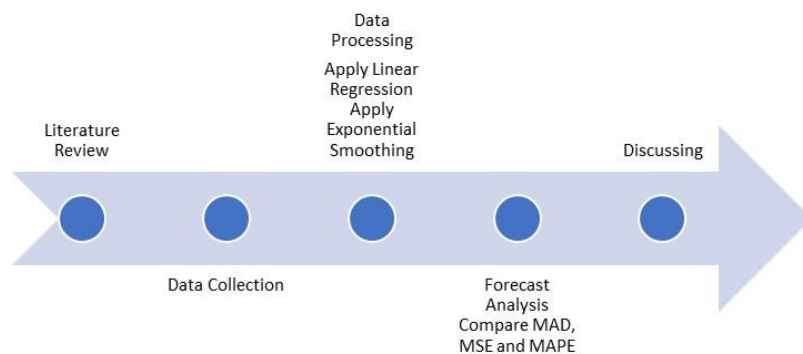 Literature
Review
Data Collection
Data
Processing
Apply Linear
Regression
Apply
Exponential
Smoothing
Forecast
Analysis
Compare MAD,
MSE and MAPE
Discussing